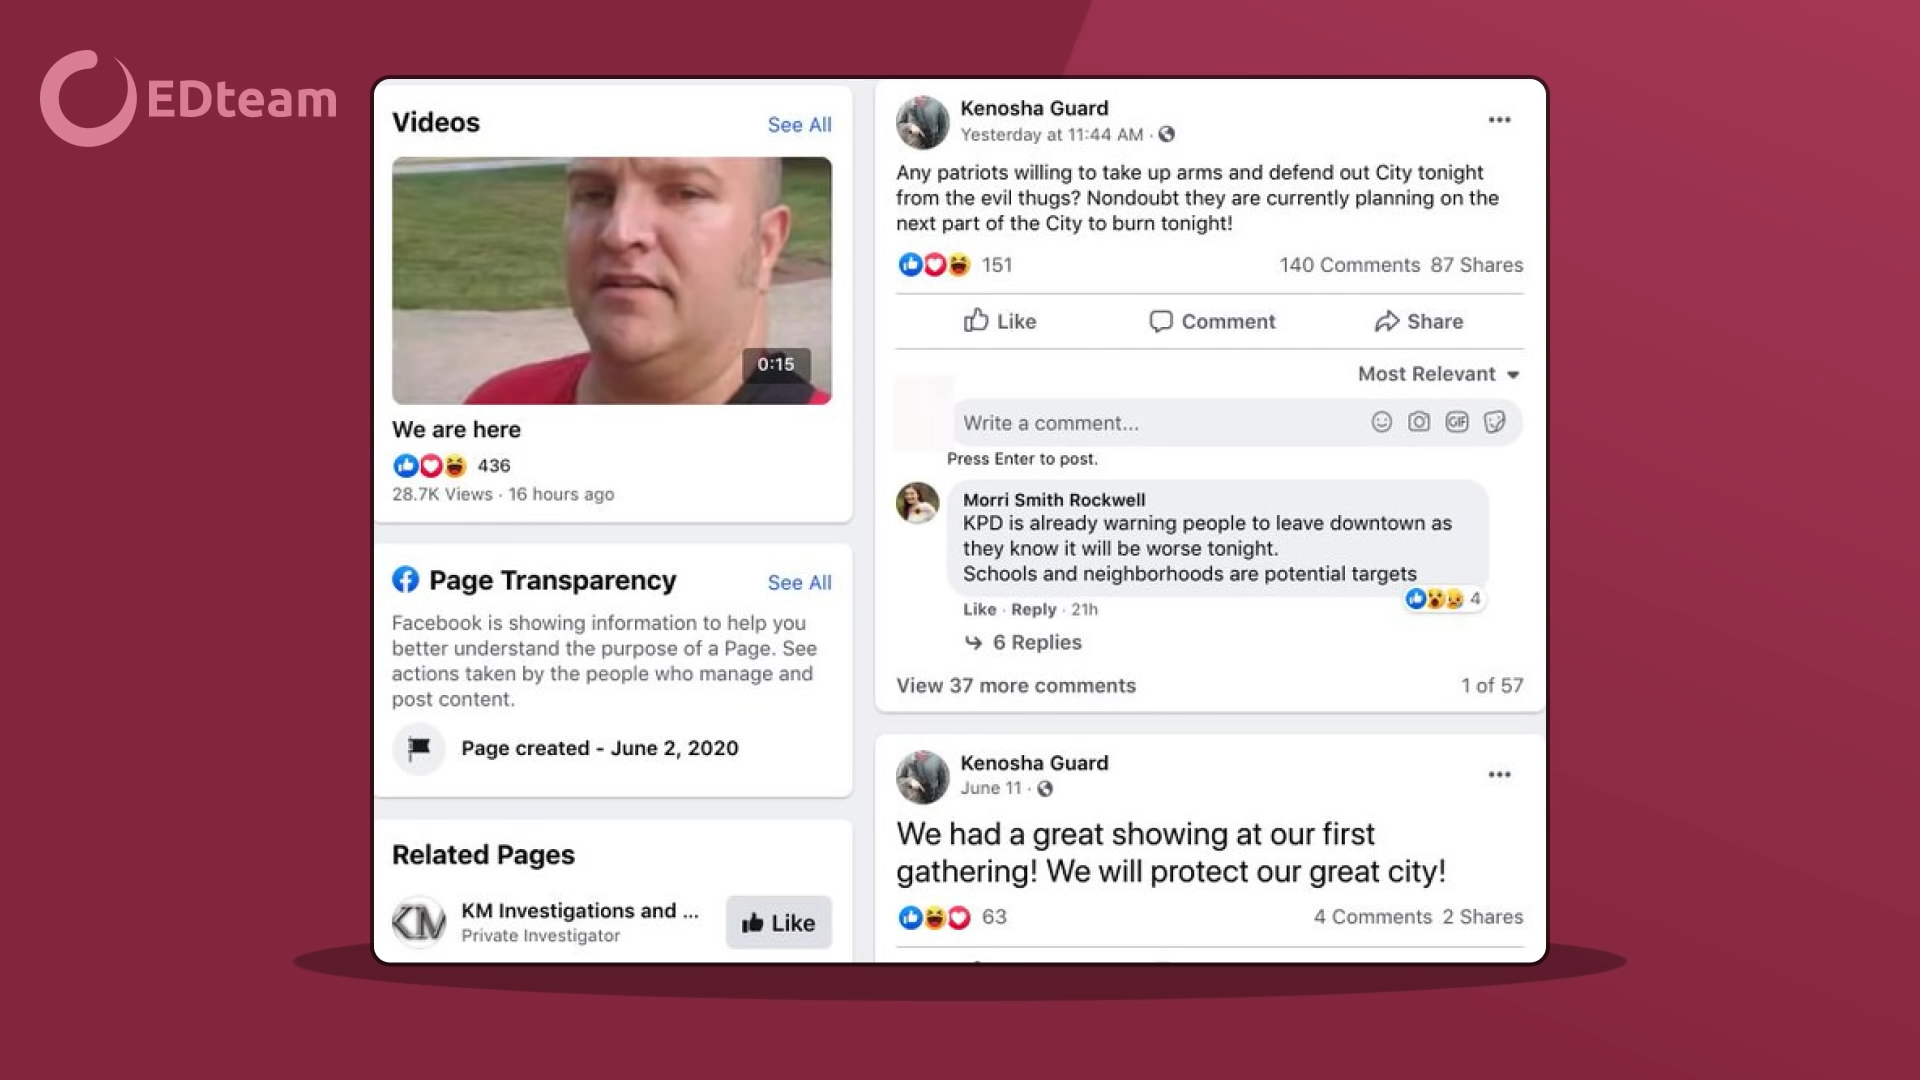 EDteam
Videos
See All
0:15
We are here
436
28.7K Views · 16 hours ago
Page Transparency
See All
Facebook is showing information to help you
better understand the purpose of a Page. See
actions taken by the people who manage and
post content.
Page created - June 2, 2020
Related Pages
KM
KM Investigations and ...
Private Investigator
Like
Kenosha Guard
Yesterday at 11:44 AM ·
Any patriots willing to take up arms and defend out City tonight
from the evil thugs? Nondoubt they are currently planning on the
next part of the City to burn tonight!
151
140 Comments 87 Shares
Like
Comment
Share
Most Relevant
Write a comment...
GIF
Press Enter to post.
Morri Smith Rockwell
KPD is already warning people to leave downtown as
they know it will be worse tonight.
Schools and neighborhoods are potential targets
4
Like · Reply · 21h
6 Replies
View 37 more comments
1 of 57
Kenosha Guard
June 11 ·
We had a great showing at our first
gathering! We will protect our great city!
63
4 Comments 2 Shares